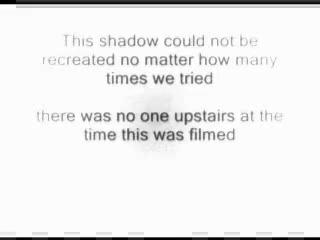 This shadow could not be
recreated no matter how many
times we tried
there was no one upstairs at the
time this was filmed